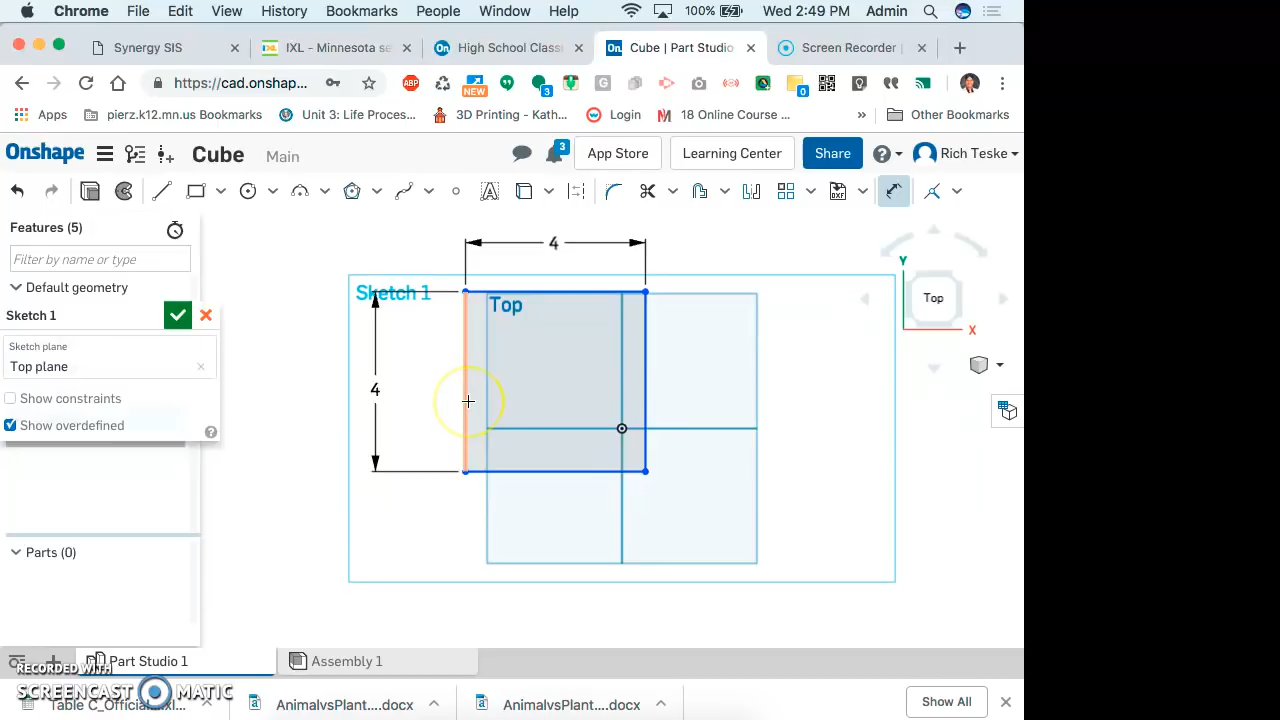 Chrome File Edit View History Bookmarks People Window Help 100% Wed 2:49 PM Admin
Synergy SIS × IXL - Minnesota se × High School Classi × Cube | Part Studio × Screen Recorder ×
https://cad.onshap... ABP NEW 3 G 0
Apps pierz.k12.mn.us Bookmarks Unit 3: Life Proces... 3D Printing - Kath... Login 18 Online Course ... » Other Bookmarks
Onshape Cube Main 3 App Store Learning Center Share Rich Teske
Features (5)
Filter by name or type
Default geometry
Sketch 1
Sketch plane
Top plane
Show constraints
Show overdefined
Parts (0)
4
Sketch 1
Top
4
Y
Top
X
Part Studio 1 Assembly 1
RECORDED WITH
SCREENCAST MATIC
AnimalvsPlant....docx AnimalvsPlant....docx Show All